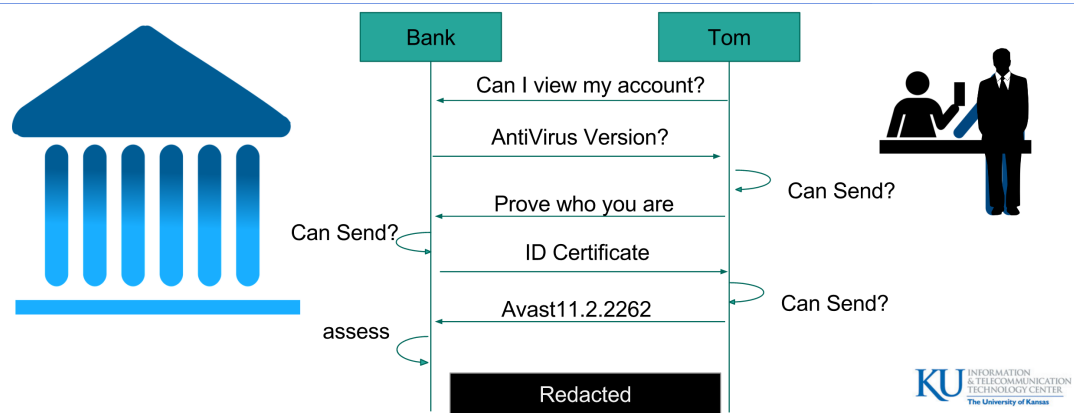 Bank
Tom
Can I view my account?
AntiVirus Version?
Can Send?
Prove who you are
Can Send?
ID Certificate
Can Send?
Avast11.2.2262
assess
Redacted
KU INFORMATION
& TELECOMMUNICATION
TECHNOLOGY CENTER
The University of Kansas